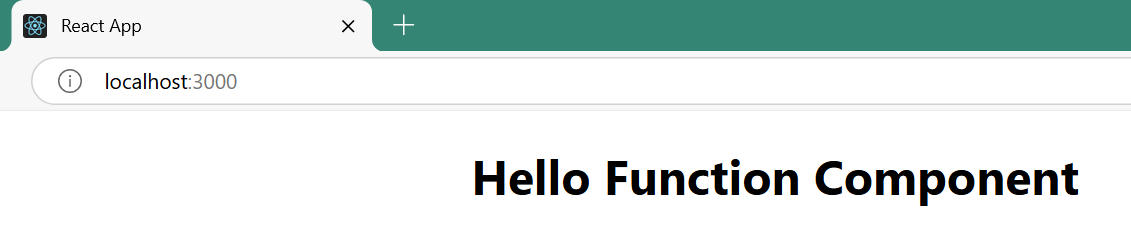 React App
localhost:3000
Hello Function Component